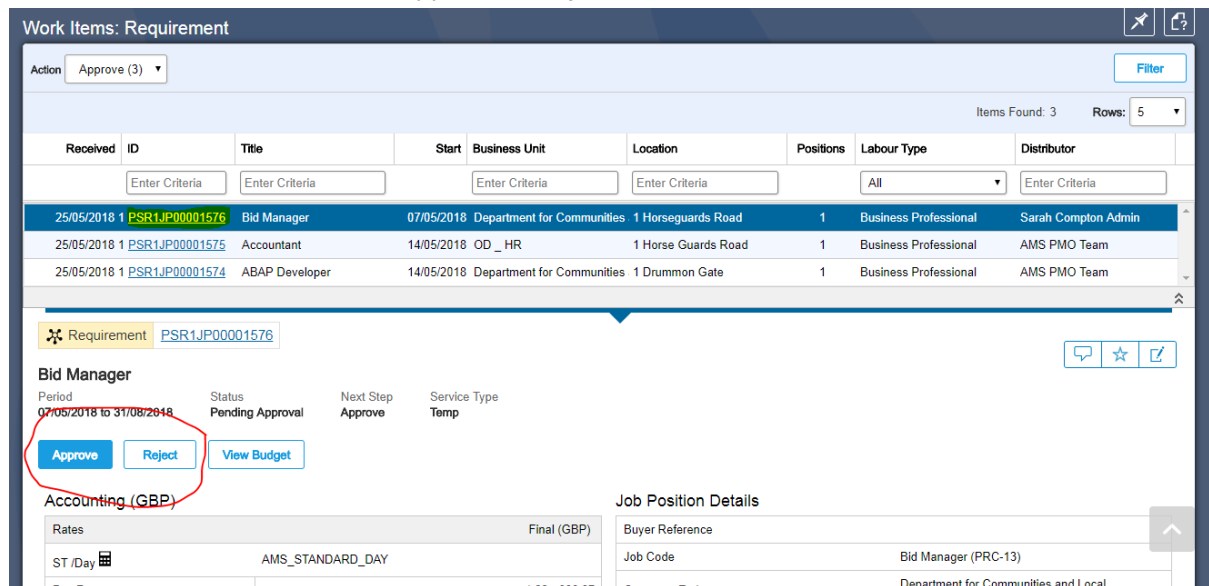 Work Items: Requirement
Action Approve (3)
Filter
Items Found: 3 Rows: 5
Received ID Title Start Business Unit Location Positions Labour Type Distributor
Enter Criteria Enter Criteria Enter Criteria Enter Criteria All Enter Criteria
25/05/2018 1 PSR1JP00001576 Bid Manager 07/05/2018 Department for Communities 1 Horseguards Road 1 Business Professional Sarah Compton Admin
25/05/2018 1 PSR1JP00001575 Accountant 14/05/2018 OD _ HR 1 Horse Guards Road 1 Business Professional AMS PMO Team
25/05/2018 1 PSR1JP00001574 ABAP Developer 14/05/2018 Department for Communities 1 Drummon Gate 1 Business Professional AMS PMO Team
Requirement PSR1JP00001576
Bid Manager
Period Status Next Step Service Type
07/05/2018 to 31/08/2018 Pending Approval Approve Temp
Approve Reject View Budget
Accounting (GBP) Job Position Details
Rates Final (GBP) Buyer Reference
ST /Day AMS_STANDARD_DAY Job Code Bid Manager (PRC-13)
Department for Communities and Local